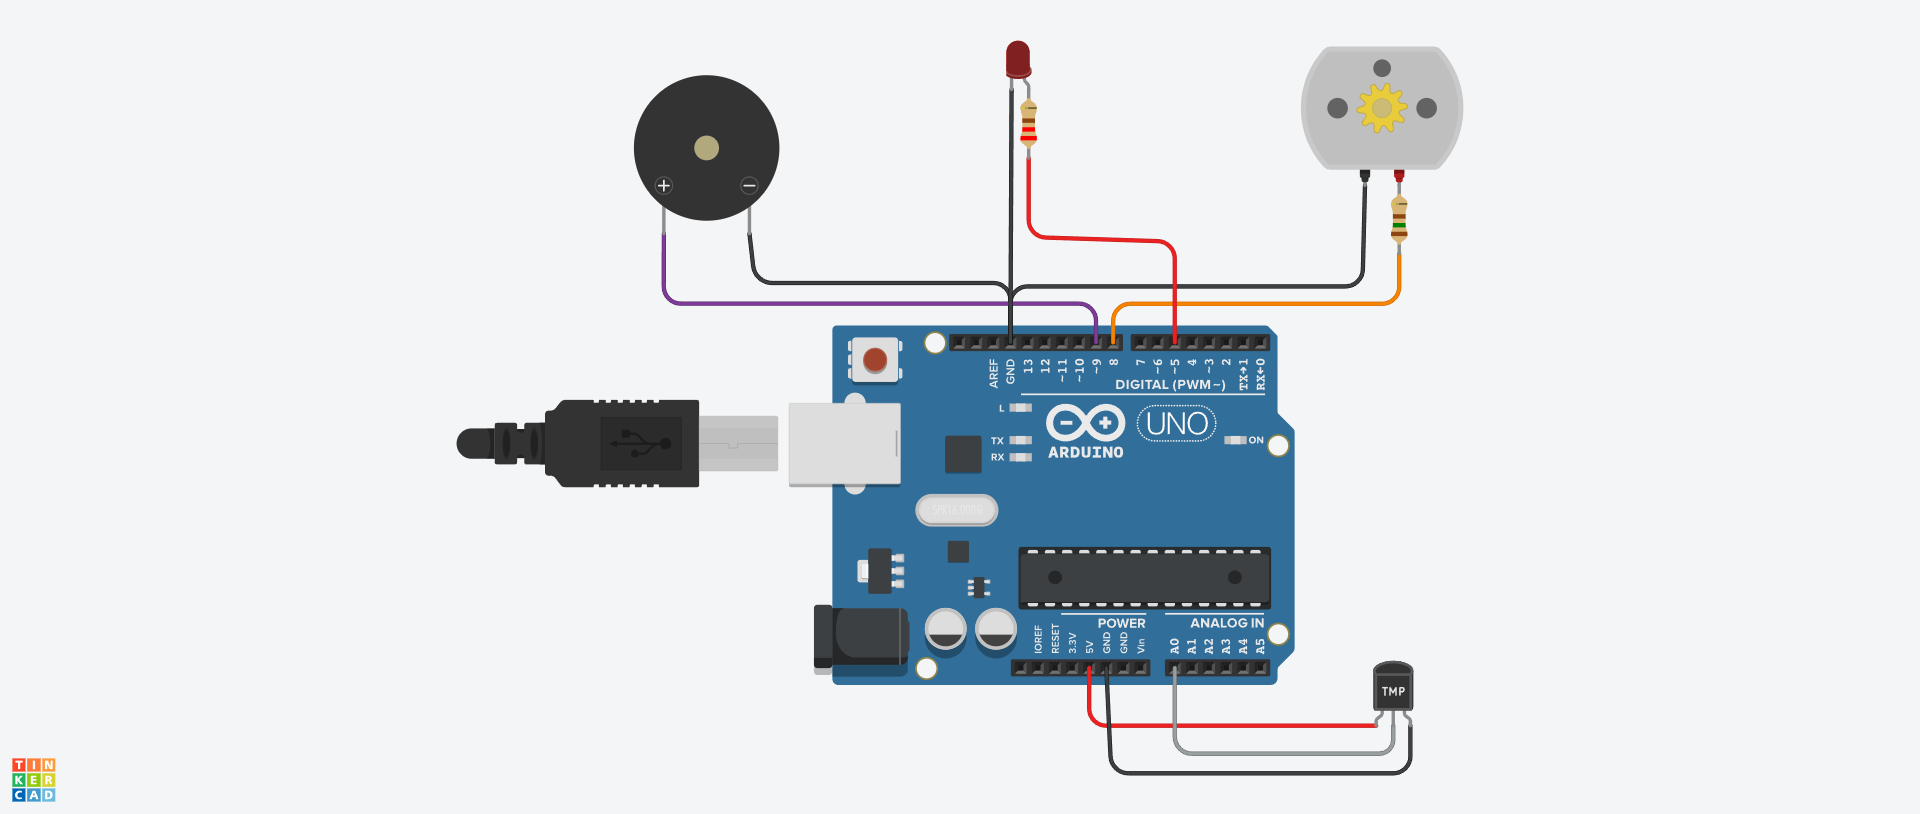 + −
AREF
GND
13
12
~11
~10
~9
8
7
~6
~5
4
~3
2
TX→1
RX←0
DIGITAL (PWM~)
L
TX
RX
ARDUINO
UNO
ON
SPK16.000G
POWER
ANALOG IN
IOREF
RESET
3.3V
5V
GND
GND
Vin
A0
A1
A2
A3
A4
A5
TMP
TIN
KER
CAD